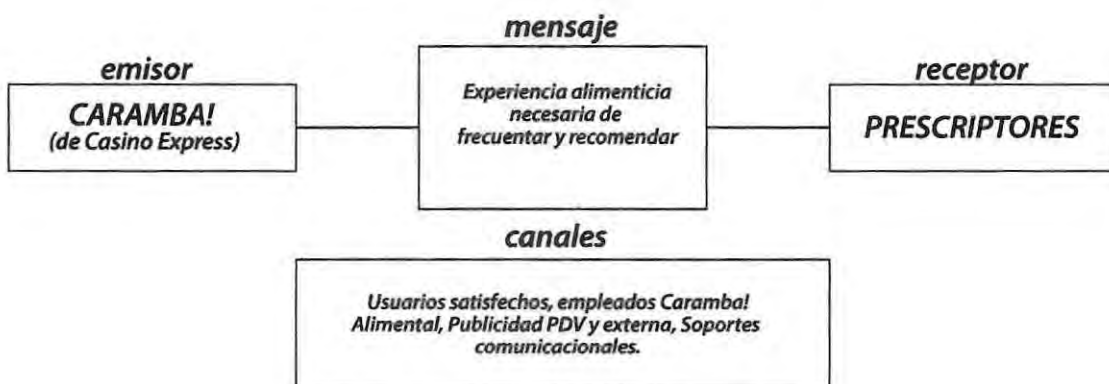 emisor
CARAMBA!
(de Casino Express)
mensaje
Experiencia alimenticia
necesaria de
frecuentar y recomendar
receptor
PRESCRIPTORES
canales
Usuarios satisfechos, empleados Caramba!
Alimental, Publicidad PDV y externa, Soportes
comunicacionales.